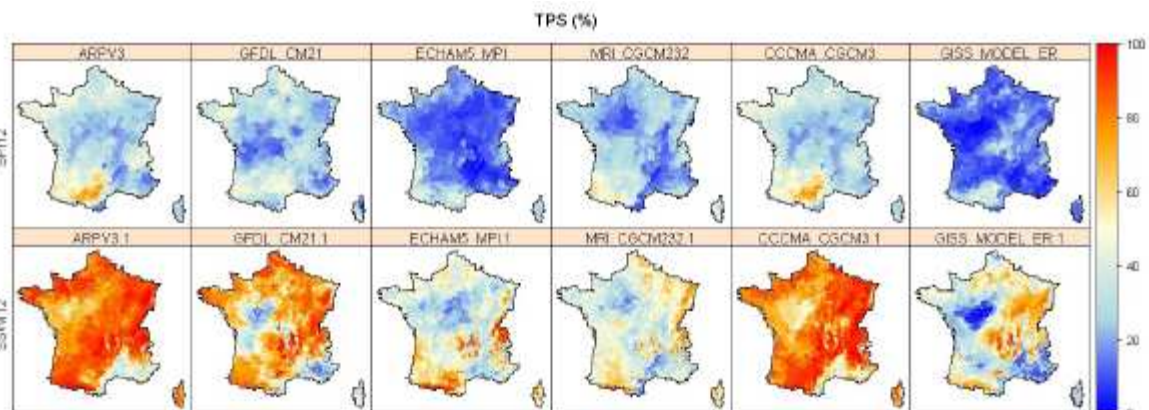 TPS (%)
ARPV3
GFDL_CM21
ECHAM5_MPI
MRI_CGCM232
CCCMA_CGCM3
GISS_MODEL_ER
100
80
60
40
20
ARPV3.1
GFDL_CM21.1
ECHAM5_MPI.1
MRI_CGCM232.1
CCCMA_CGCM3.1
GISS_MODEL_ER.1